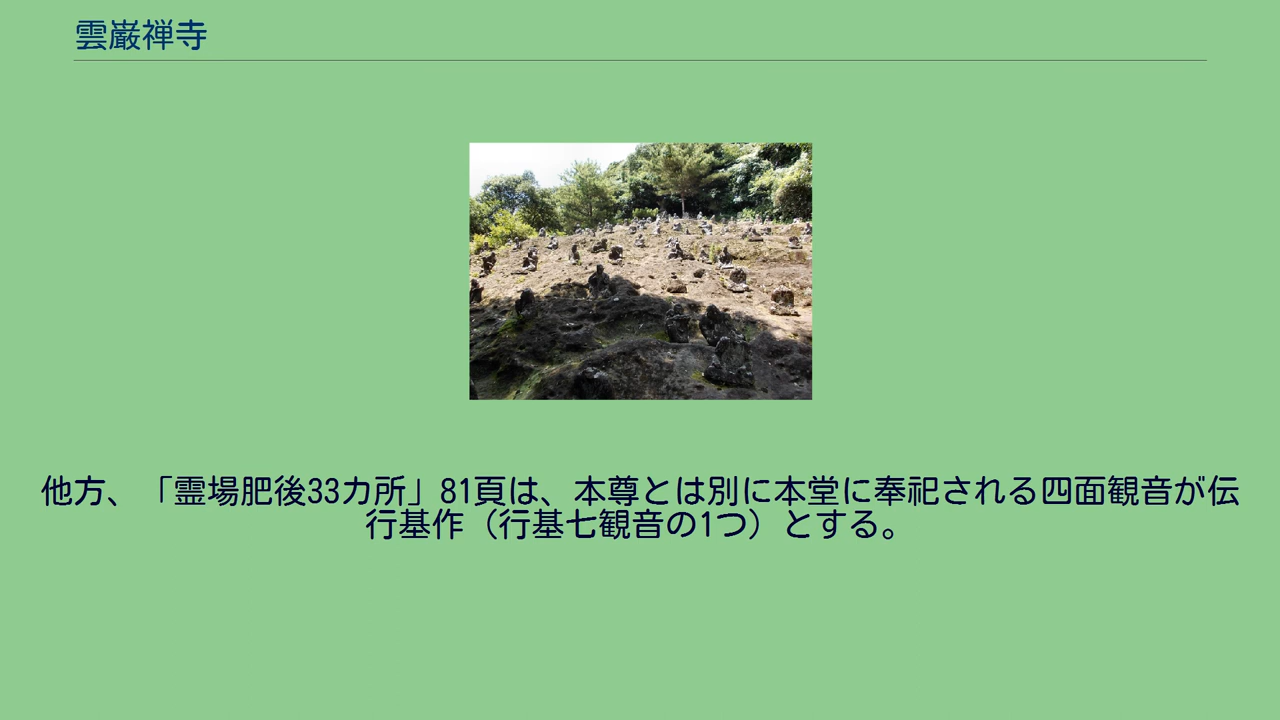 雲巌禅寺
他方、「霊場肥後33カ所」81頁は、本尊とは別に本堂に奉祀される四面観音が伝
行基作（行基七観音の1つ）とする。